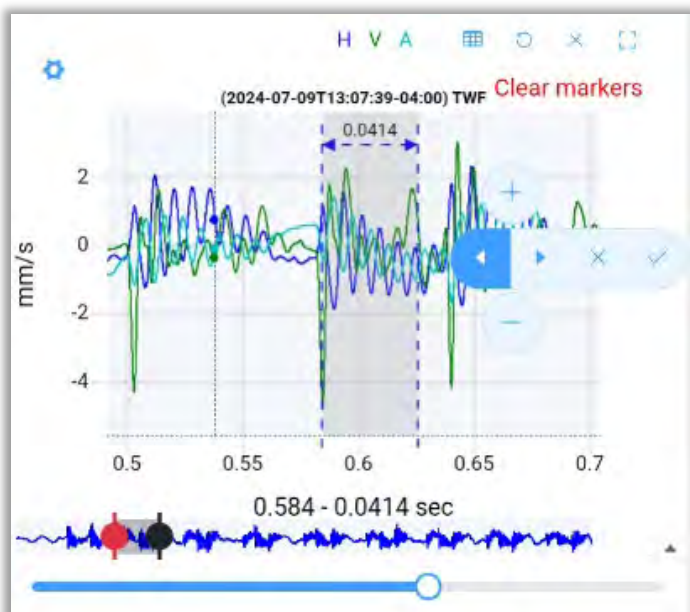 H V A
Clear markers
(2024-07-09T13:07:39-04:00) TWF
0.0414
2
0
-2
-4
mm/s
0.5 0.55 0.6 0.65 0.7
0.584 - 0.0414 sec